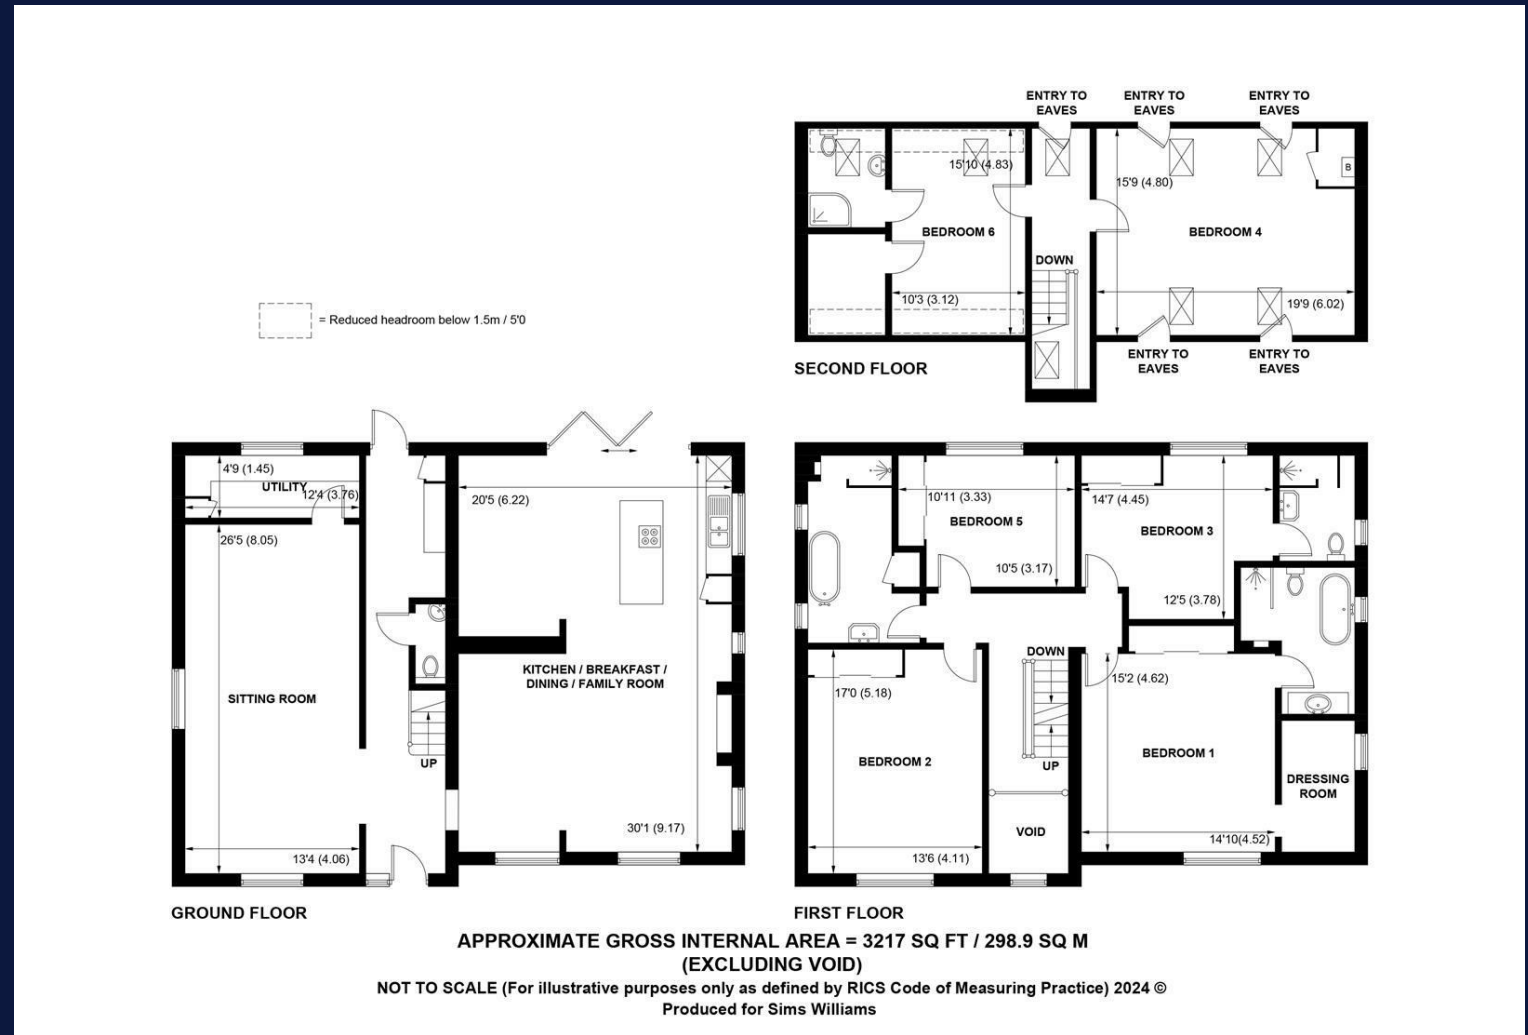 ENTRY TO
EAVES
ENTRY TO
EAVES
ENTRY TO
EAVES
15'10 (4.83)
15'9 (4.80)
B
BEDROOM 6
BEDROOM 4
DOWN
10'3 (3.12)
19'9 (6.02)
ENTRY TO
EAVES
ENTRY TO
EAVES
SECOND FLOOR
= Reduced headroom below 1.5m / 5'0
4'9 (1.45)
UTILITY
12'4 (3.76)
20'5 (6.22)
26'5 (8.05)
KITCHEN / BREAKFAST /
DINING / FAMILY ROOM
SITTING ROOM
UP
30'1 (9.17)
13'4 (4.06)
GROUND FLOOR
10'11 (3.33)
14'7 (4.45)
BEDROOM 5
BEDROOM 3
10'5 (3.17)
12'5 (3.78)
DOWN
15'2 (4.62)
17'0 (5.18)
BEDROOM 2
BEDROOM 1
UP
DRESSING
ROOM
VOID
14'10(4.52)
13'6 (4.11)
FIRST FLOOR
APPROXIMATE GROSS INTERNAL AREA = 3217 SQ FT / 298.9 SQ M
(EXCLUDING VOID)
NOT TO SCALE (For illustrative purposes only as defined by RICS Code of Measuring Practice) 2024 ©
Produced for Sims Williams